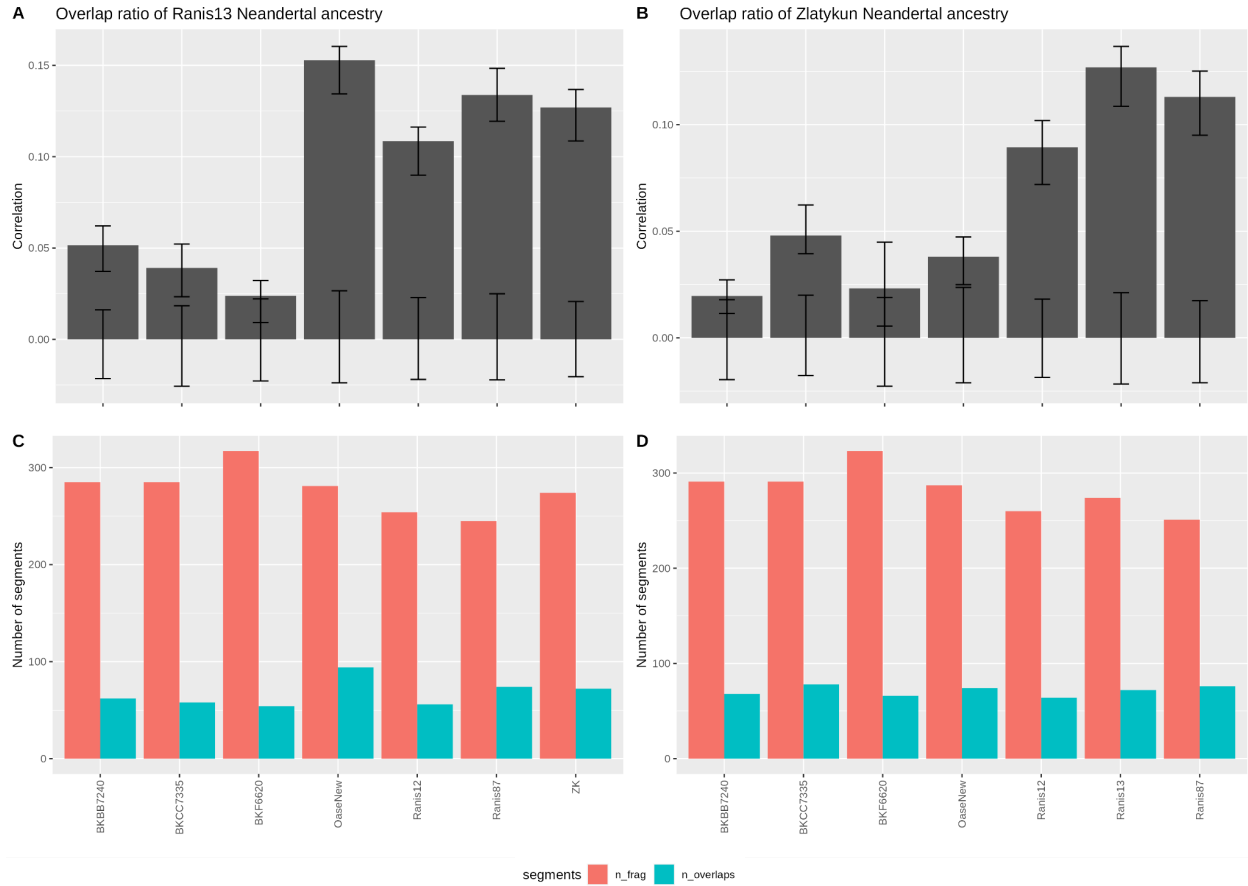 A Overlap ratio of Ranis13 Neandertal ancestry
B Overlap ratio of Zlatykun Neandertal ancestry
Correlation
0.15
0.10
0.05
0.00
Correlation
0.10
0.05
0.00
C
Number of segments
300
200
100
0
BKBB7240
BKCC7335
BKF6620
OaseNew
Ranis12
Ranis87
ZK
D
Number of segments
300
200
100
0
BKBB7240
BKCC7335
BKF6620
OaseNew
Ranis12
Ranis13
Ranis87
segments n_frag n_overlaps